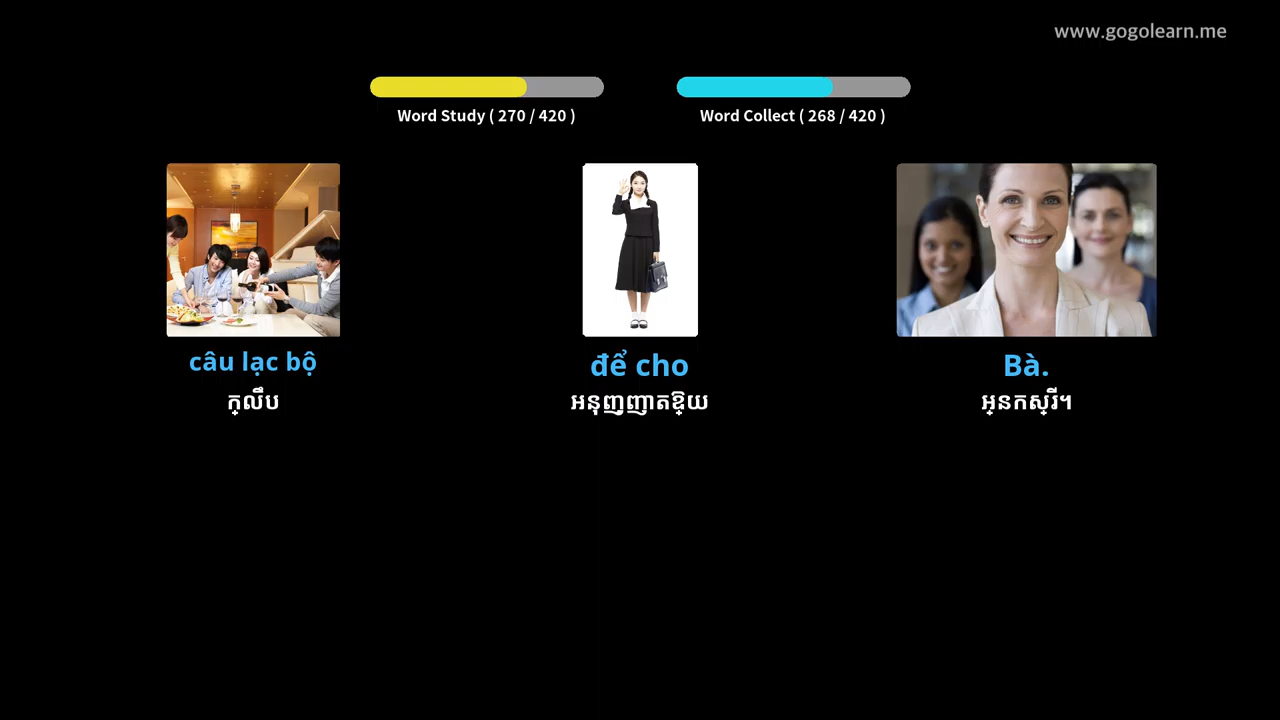 www.gogolearn.me
Word Study ( 270 / 420 )
Word Collect ( 268 / 420 )
câu lạc bộ
để cho
Bà.
ក្លឹប
អនុញ្ញាតឱ្យ
អ្នកស្រី។